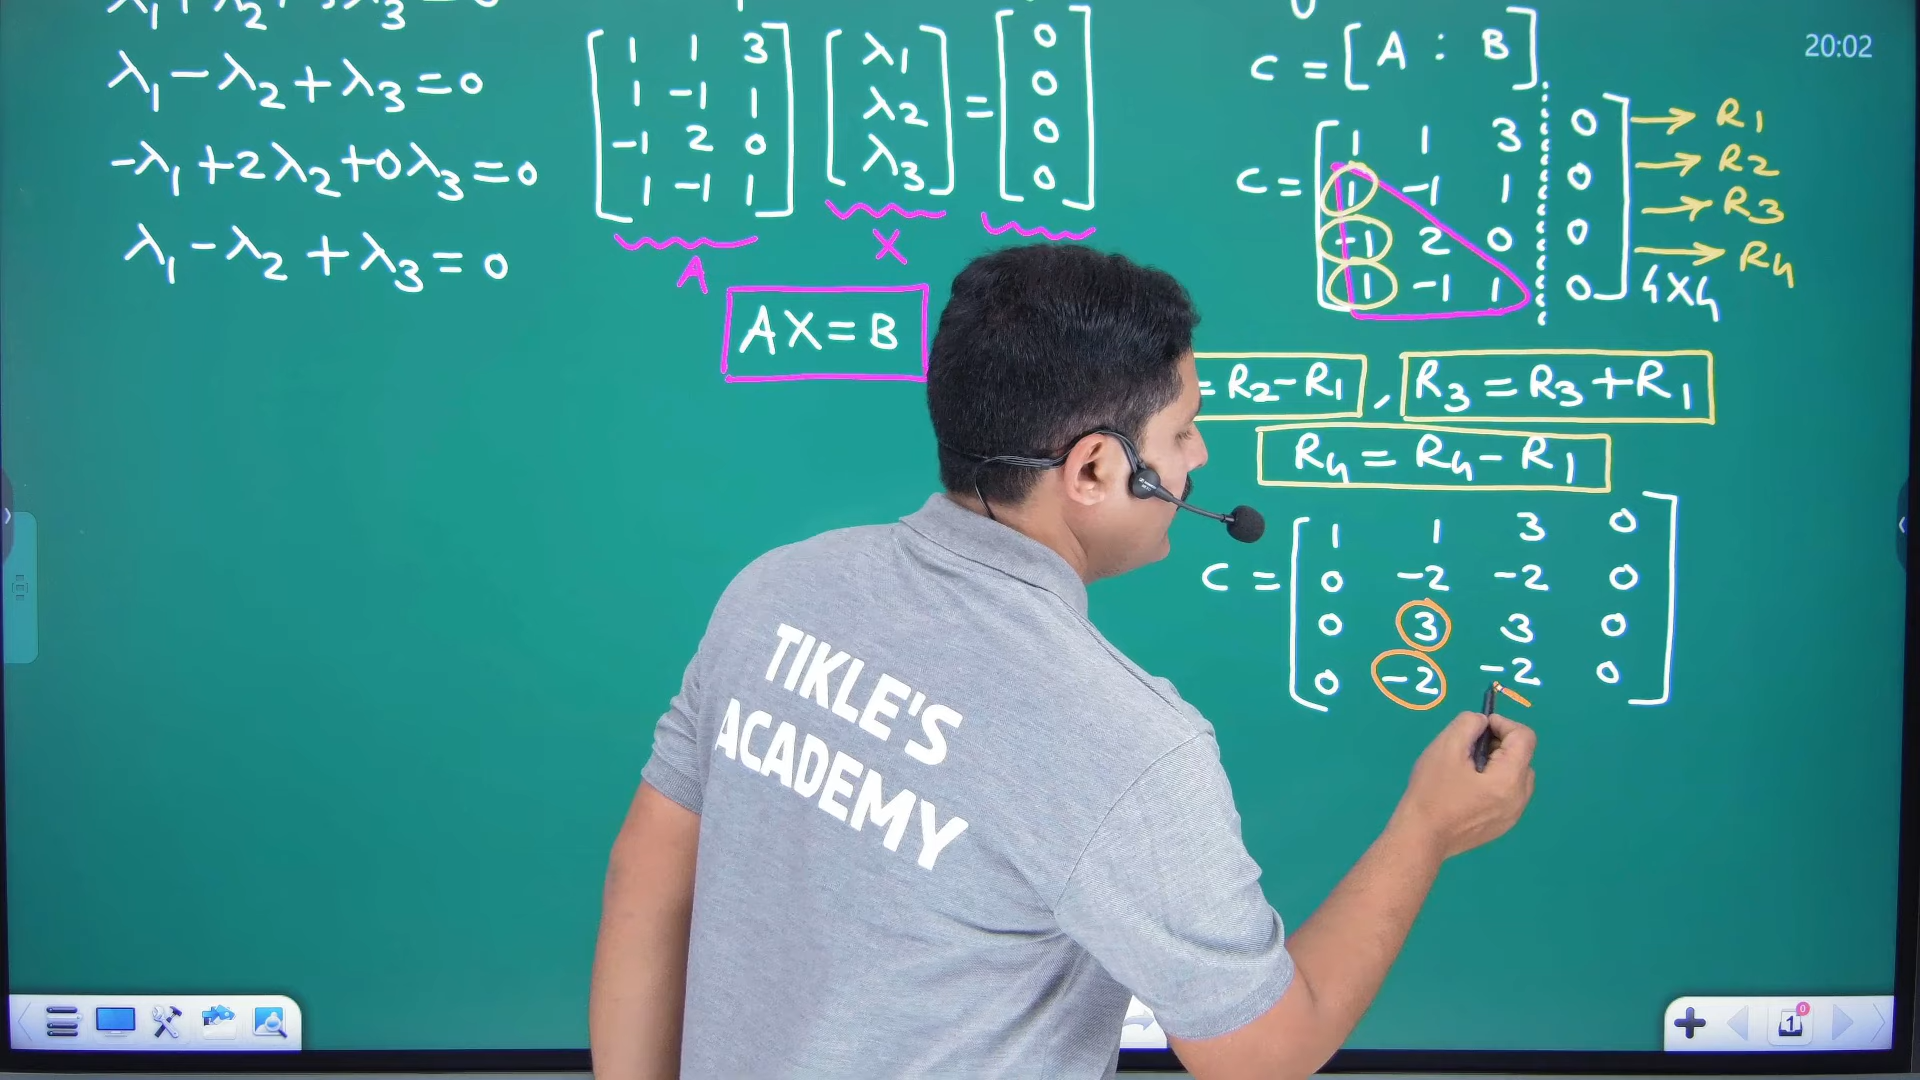 λ1 − λ2 + λ3 = 0
−λ1 + 2λ2 + 0λ3 = 0
λ1 − λ2 + λ3 = 0
1 1 3 λ1 0
1 −1 1 λ2 = 0
−1 2 0 λ3 0
1 −1 1 0
A X
AX = B
C = [A : B]
1 1 3 0 → R1
C = 1 −1 1 0 → R2
−1 2 0 0 → R3
1 −1 1 0 → R4
4X4
= R2 − R1 , R3 = R3 + R1
R4 = R4 − R1
1 1 3 0
C = 0 −2 −2 0
0 3 3 0
0 −2 −2 0
20:02
TIKLE'S
ACADEMY
1
0